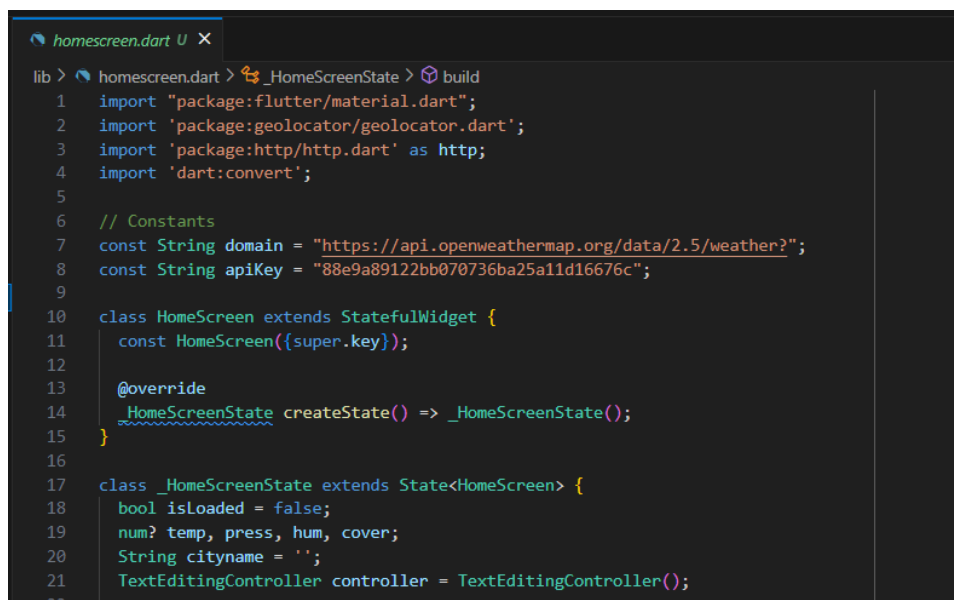 homescreen.dart U ×
lib > homescreen.dart > _HomeScreenState > build
1 import "package:flutter/material.dart";
2 import 'package:geolocator/geolocator.dart';
3 import 'package:http/http.dart' as http;
4 import 'dart:convert';
5
6 // Constants
7 const String domain = "https://api.openweathermap.org/data/2.5/weather?";
8 const String apiKey = "88e9a89122bb070736ba25a11d16676c";
9
10 class HomeScreen extends StatefulWidget {
11 const HomeScreen({super.key});
12
13 @override
14 _HomeScreenState createState() => _HomeScreenState();
15 }
16
17 class _HomeScreenState extends State<HomeScreen> {
18 bool isLoaded = false;
19 num? temp, press, hum, cover;
20 String cityname = '';
21 TextEditingController controller = TextEditingController();